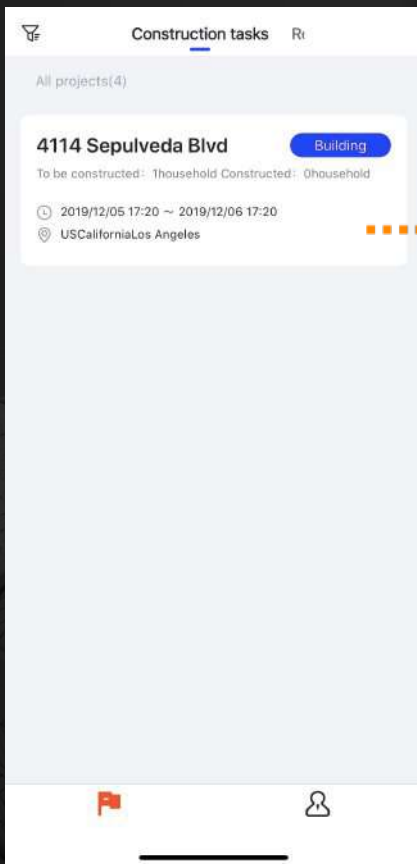 Construction tasks
All projects(4)
4114 Sepulveda Blvd Building
To be constructed: 1household Constructed: 0household
2019/12/05 17:20 ~ 2019/12/06 17:20
USCaliforniaLos Angeles